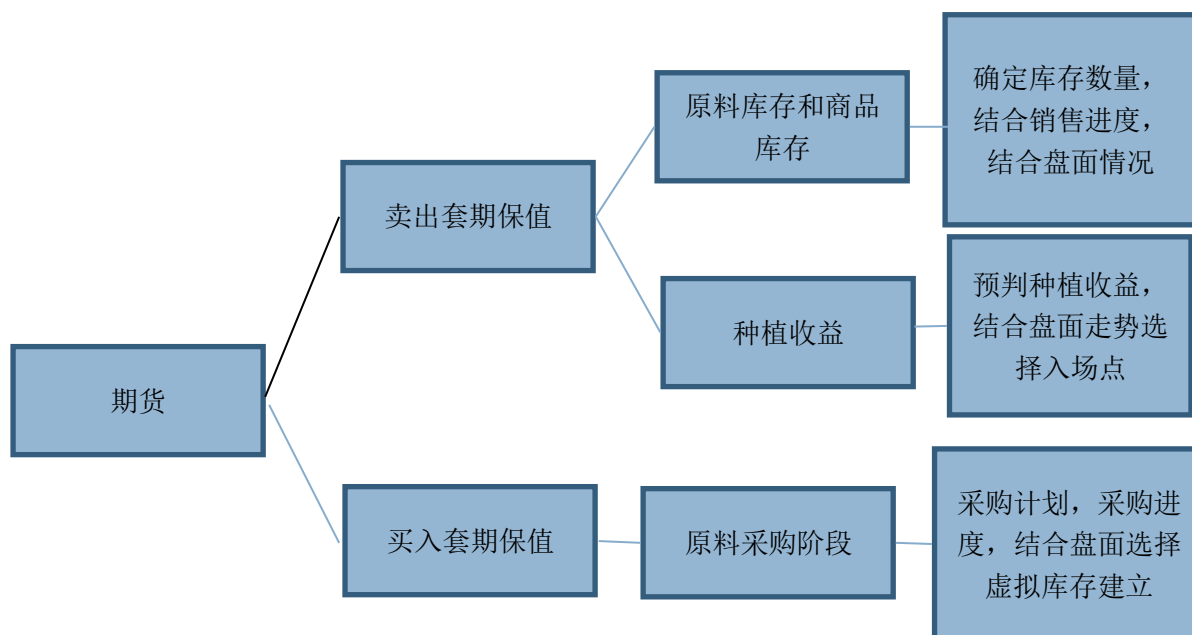 期货
卖出套期保值
原料库存和商品
库存
确定库存数量，
结合销售进度，
结合盘面情况
种植收益
预判种植收益，
结合盘面走势选
择入场点
买入套期保值
原料采购阶段
采购计划，采购进
度，结合盘面选择
虚拟库存建立